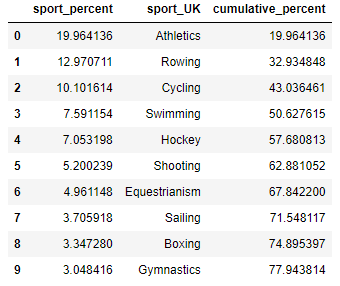 sport_percent sport_UK cumulative_percent
0 19.964136 Athletics 19.964136
1 12.970711 Rowing 32.934848
2 10.101614 Cycling 43.036461
3 7.591154 Swimming 50.627615
4 7.053198 Hockey 57.680813
5 5.200239 Shooting 62.881052
6 4.961148 Equestrianism 67.842200
7 3.705918 Sailing 71.548117
8 3.347280 Boxing 74.895397
9 3.048416 Gymnastics 77.943814